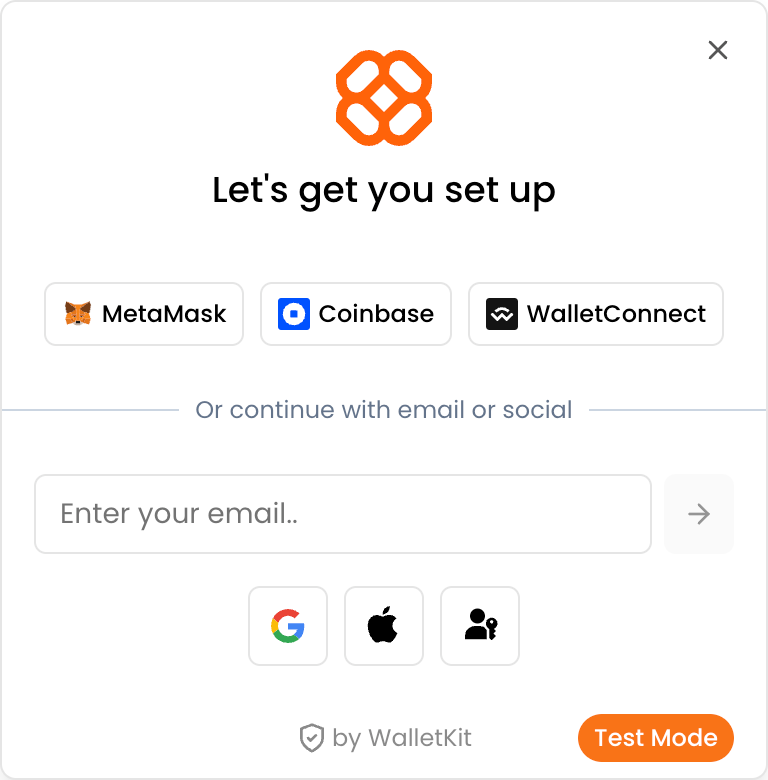 Let's get you set up
MetaMask
Coinbase
WalletConnect
Or continue with email or social
Enter your email..
by WalletKit
Test Mode